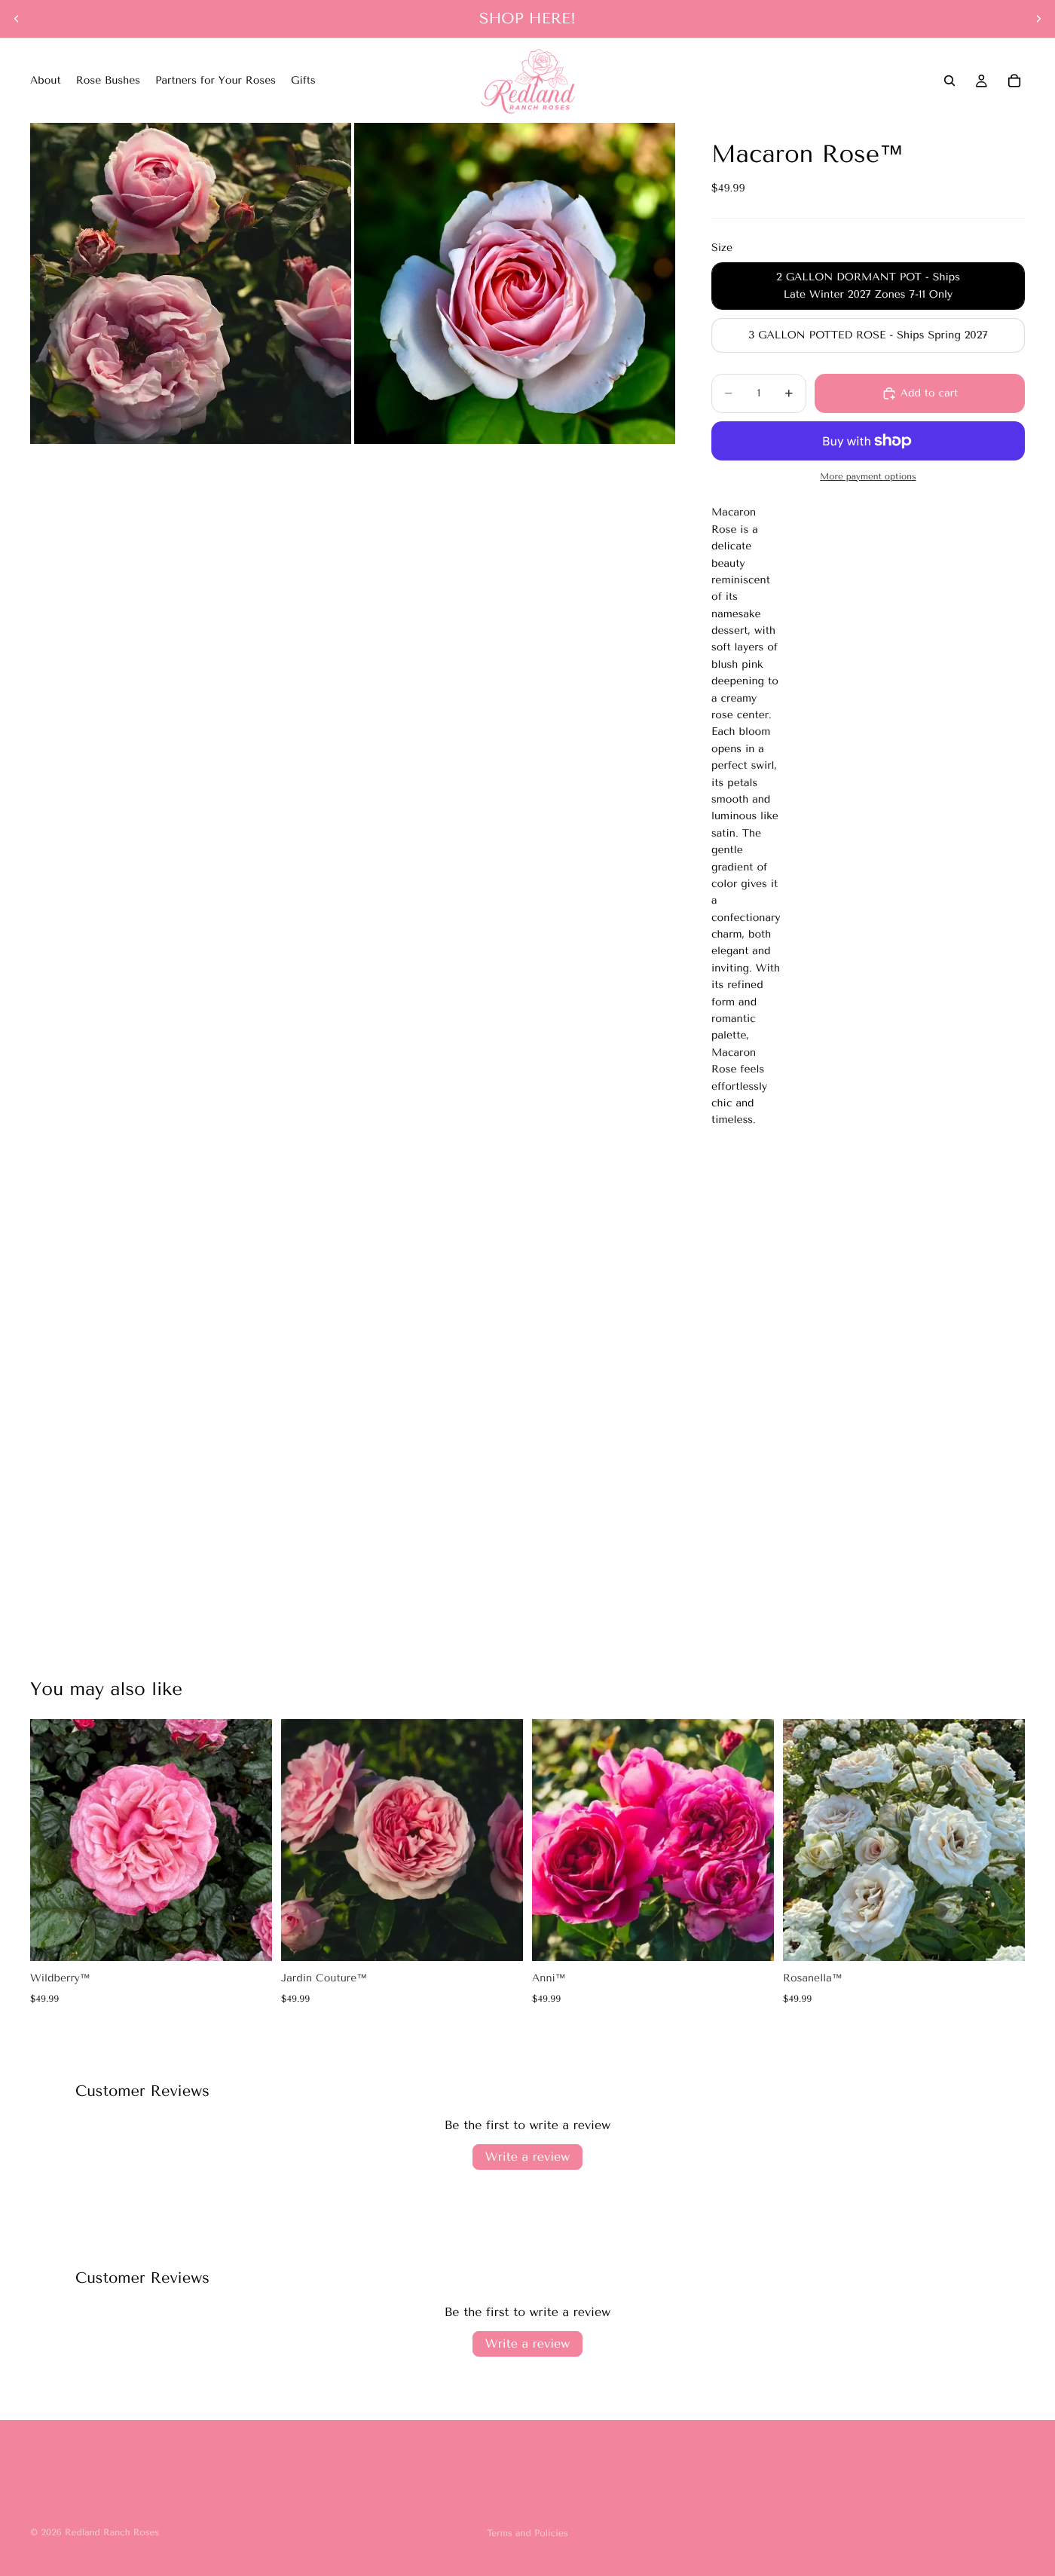 SHOP HERE!
About
Rose Bushes
Partners for Your Roses
Gifts
Redland
RANCH ROSES
Macaron Rose™
$49.99
Size
2 GALLON DORMANT POT - Ships
Late Winter 2027 Zones 7-11 Only
3 GALLON POTTED ROSE - Ships Spring 2027
1
Add to cart
Buy with shop
More payment options
Macaron
Rose is a
delicate
beauty
reminiscent
of its
namesake
dessert, with
soft layers of
blush pink
deepening to
a creamy
rose center.
Each bloom
opens in a
perfect swirl,
its petals
smooth and
luminous like
satin. The
gentle
gradient of
color gives it
a
confectionary
charm, both
elegant and
inviting. With
its refined
form and
romantic
palette,
Macaron
Rose feels
effortlessly
chic and
timeless.
You may also like
Wildberry™
$49.99
Jardin Couture™
$49.99
Anni™
$49.99
Rosanella™
$49.99
Customer Reviews
Be the first to write a review
Write a review
Customer Reviews
Be the first to write a review
Write a review
© 2026 Redland Ranch Roses
Terms and Policies